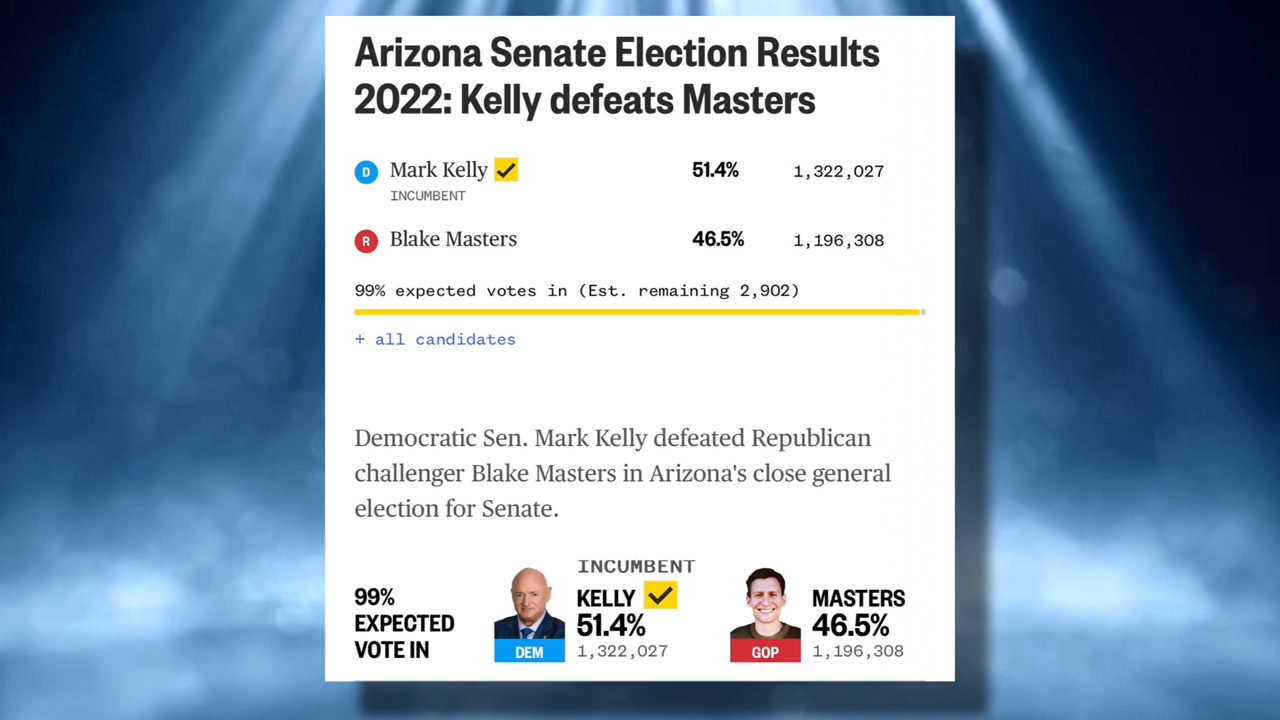 Arizona Senate Election Results
2022: Kelly defeats Masters
D Mark Kelly 51.4% 1,322,027
INCUMBENT
R Blake Masters 46.5% 1,196,308
99% expected votes in (Est. remaining 2,902)
+ all candidates
Democratic Sen. Mark Kelly defeated Republican
challenger Blake Masters in Arizona's close general
election for Senate.
99%
EXPECTED
VOTE IN
INCUMBENT
KELLY
51.4%
1,322,027
DEM
MASTERS
46.5%
1,196,308
GOP